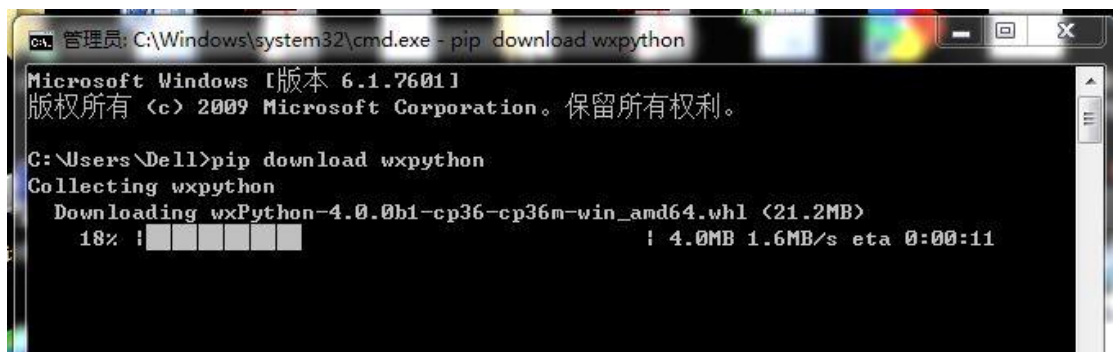 管理员: C:\Windows\system32\cmd.exe - pip  download wxpython
Microsoft Windows [版本 6.1.7601]
版权所有 (c) 2009 Microsoft Corporation。保留所有权利。
C:\Users\Dell>pip download wxpython
Collecting wxpython
  Downloading wxPython-4.0.0b1-cp36-cp36m-win_amd64.whl (21.2MB)
    18% |███████                         | 4.0MB 1.6MB/s eta 0:00:11